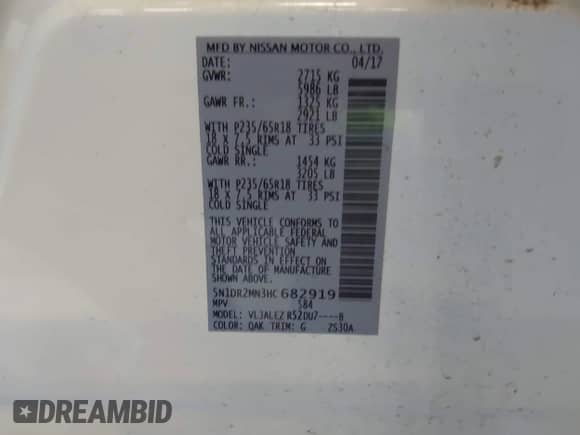 MFD BY NISSAN MOTOR CO., LTD.
DATE: 04/17
GVWR: 2715 KG
5986 LB
GAWR FR.: 1325 KG
2921 LB
WITH P235/65R18 TIRES
18 X 7.5 RIMS AT 33 PSI
COLD SINGLE
GAWR RR.: 1454 KG
3205 LB
WITH P235/65R18 TIRES
18 X 7.5 RIMS AT 33 PSI
COLD SINGLE
THIS VEHICLE CONFORMS TO
ALL APPLICABLE FEDERAL
MOTOR VEHICLE SAFETY AND
THEFT PREVENTION
STANDARDS IN EFFECT ON
THE DATE OF MANUFACTURE
SHOWN ABOVE.
5N1DR2MN3HC682919
MPV 584
MODEL: VLJALEZ R52DU7----B
COLOR: QAK TRIM: G ZS30A
DREAMBID